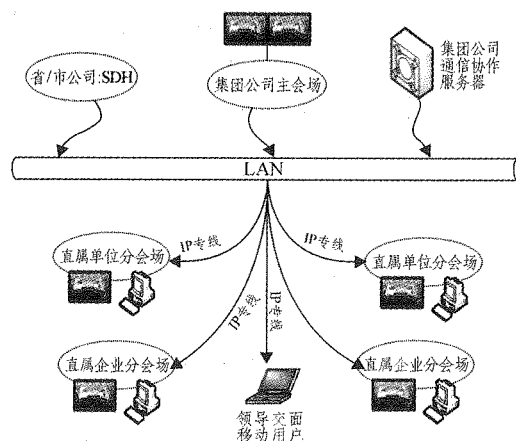 省/市公司:SDH
集团公司主会场
集团公司
通信协作
服务器
LAN
IP专线
IP专线
IP专线
IP专线
直属单位分会场
直属单位分会场
直属企业分会场
直属企业分会场
领导交面
移动用户